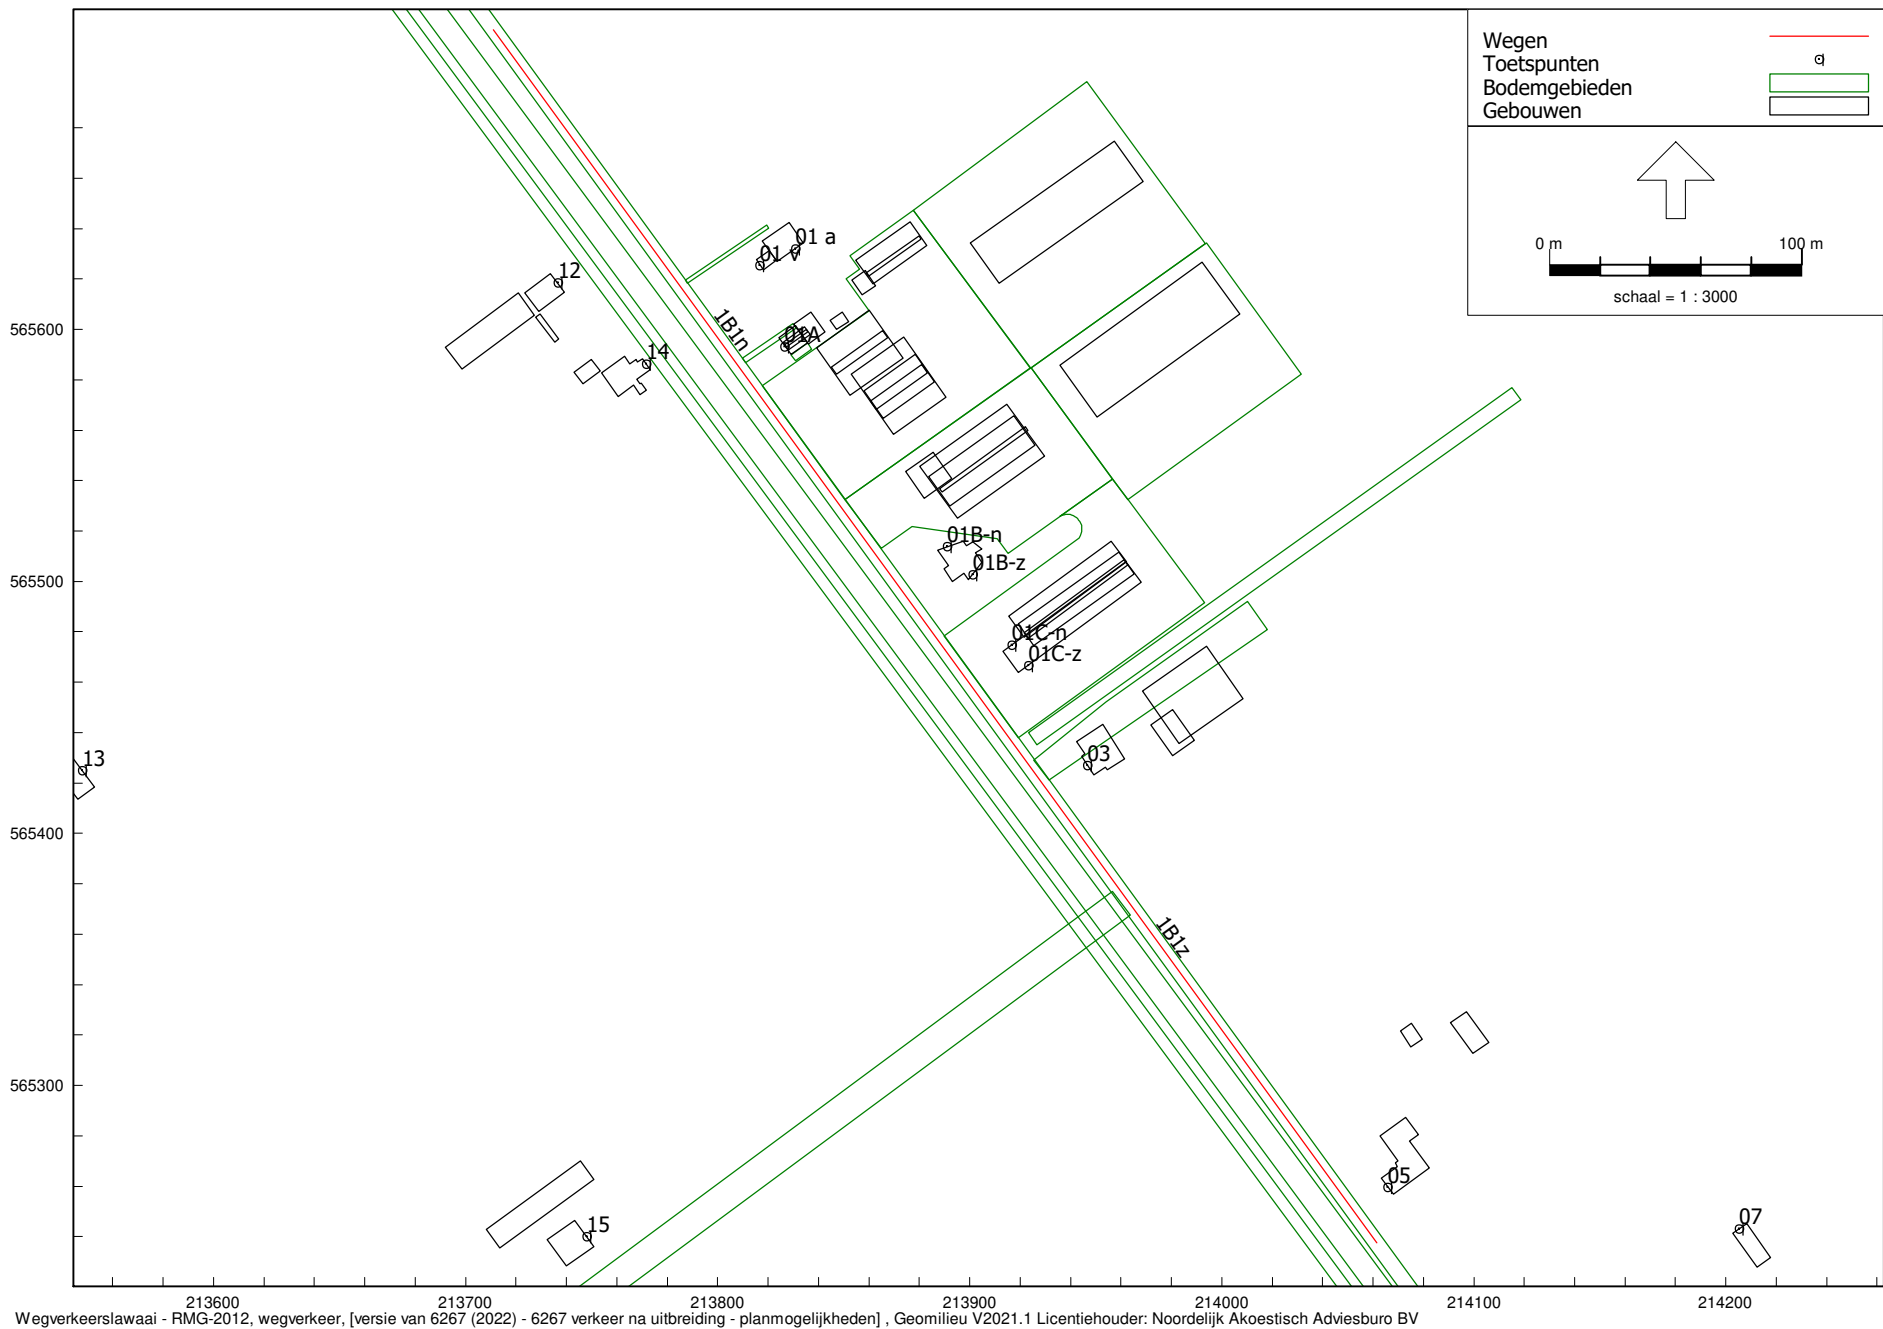 Wegen
Toetspunten
Bodemgebieden
Gebouwen
0 m 100 m
schaal = 1 : 3000
01 a
01 v
12
1B1n
01A
14
565600
01B-n
565500
01B-z
01C-n
01C-z
03
13
565400
1B1z
565300
05
07
15
213600 213700 213800 213900 214000 214100 214200
Wegverkeerslawaai - RMG-2012, wegverkeer, [versie van 6267 (2022) - 6267 verkeer na uitbreiding - planmogelijkheden] , Geomilieu V2021.1 Licentiehouder: Noordelijk Akoestisch Adviesburo BV